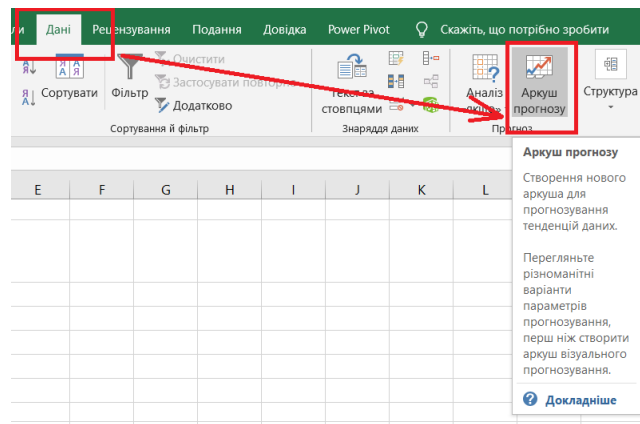 Дані Рецензування Подання Довідка Power Pivot Скажіть, що потрібно зробити
Очистити
Застосувати
Сортувати Фільтр
Додатково
стовпцями
Аналіз
Аркуш
прогнозу
Структура
Сортування й фільтр
Знаряддя даних
Прогноз
E F G H I J K L
Аркуш прогнозу
Створення нового
аркуша для
прогнозування
тенденцій даних.
Перегляньте
різноманітні
варіанти
параметрів
прогнозування,
перш ніж створити
аркуш візуального
прогнозування.
Докладніше